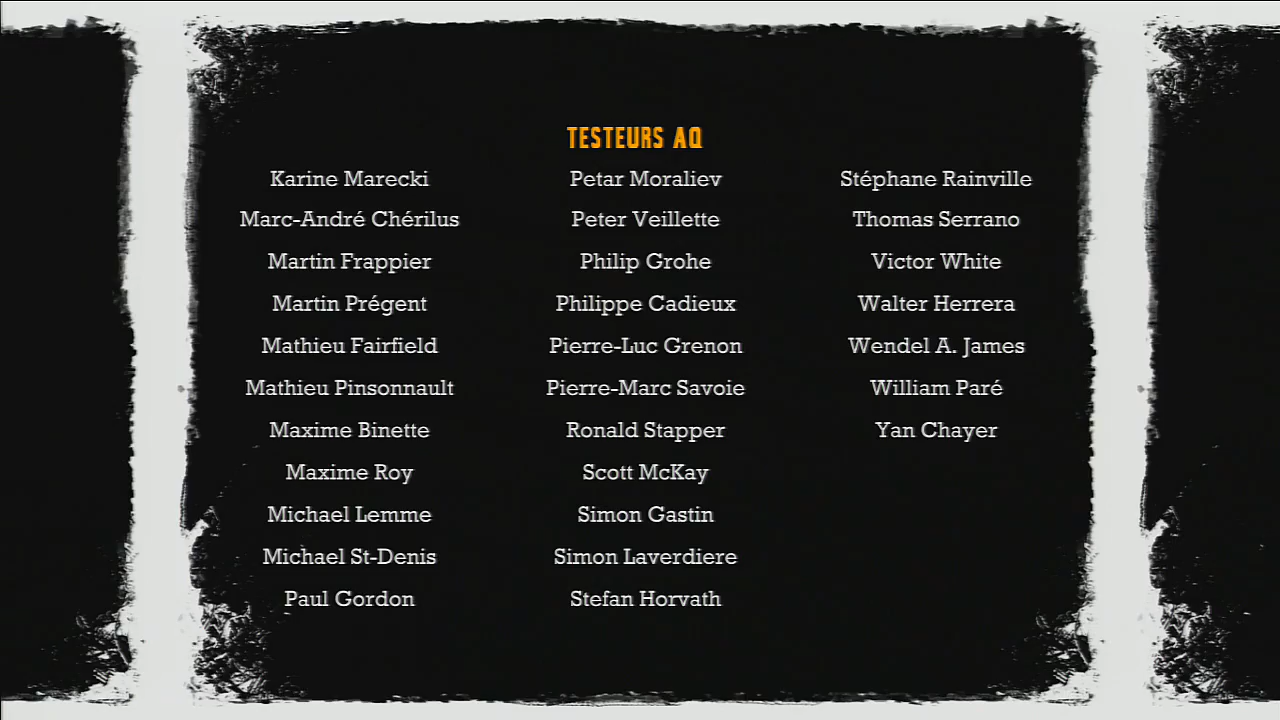 TESTEURS AQ
Karine Marecki
Marc-André Chérilus
Martin Frappier
Martin Prégent
Mathieu Fairfield
Mathieu Pinsonnault
Maxime Binette
Maxime Roy
Michael Lemme
Michael St-Denis
Paul Gordon
Petar Moraliev
Peter Veillette
Philip Grohe
Philippe Cadieux
Pierre-Luc Grenon
Pierre-Marc Savoie
Ronald Stapper
Scott McKay
Simon Gastin
Simon Laverdiere
Stefan Horvath
Stéphane Rainville
Thomas Serrano
Victor White
Walter Herrera
Wendel A. James
William Paré
Yan Chayer